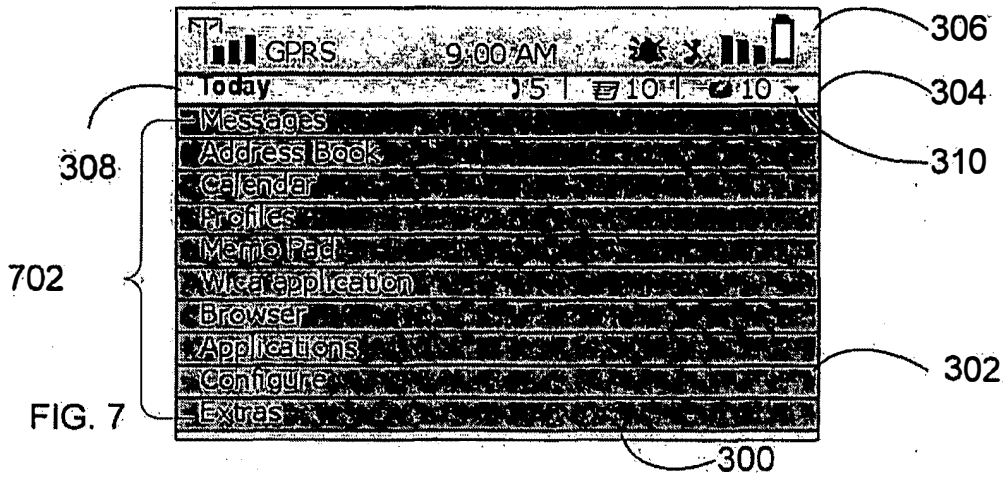 GPRS 9:00 AM 306
Today 5 | 10 | 10 304
Messages
308 Address Book 310
Calendar
Profiles
Memo Pad
702 application
Browser
Applications
Configure 302
FIG. 7 Extras
300